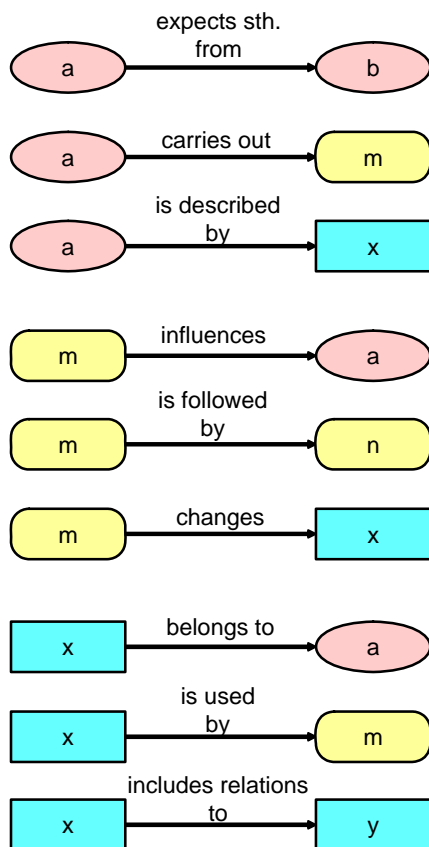 expects sth.
from
a b
carries out
a m
is described
by
a x
influences
m a
is followed
by
m n
changes
m x
belongs to
x a
is used
by
x m
includes relations
to
x y